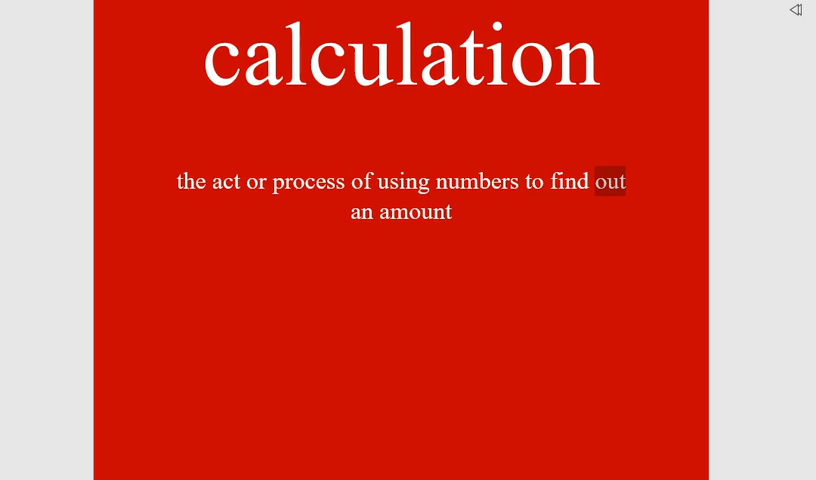 calculation
the act or process of using numbers to find out
an amount